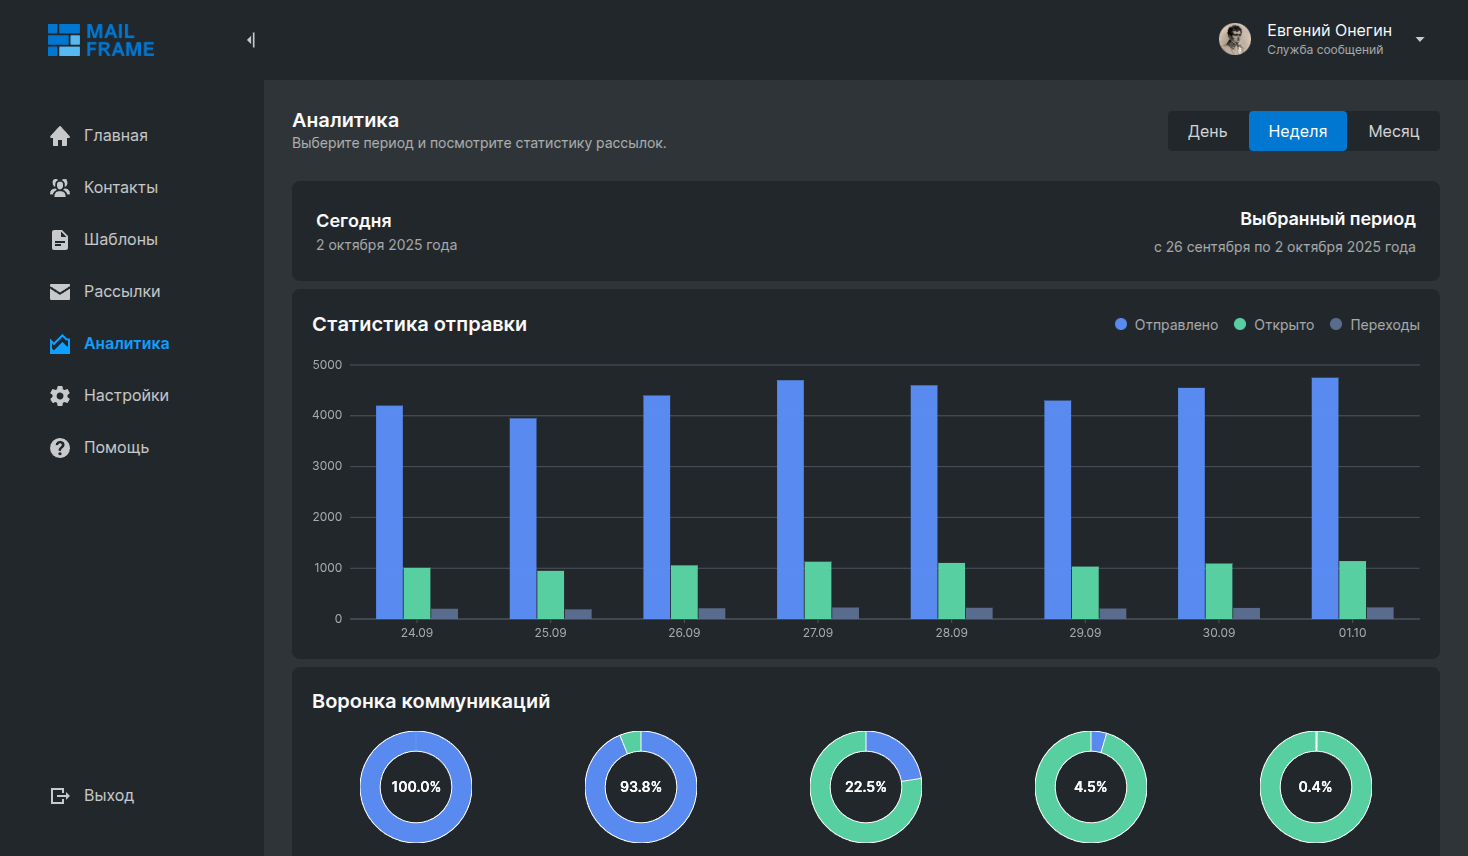 MAIL
FRAME
Евгений Онегин
Служба сообщений
Главная
Контакты
Шаблоны
Рассылки
Аналитика
Настройки
Помощь
Выход
Аналитика
Выберите период и посмотрите статистику рассылок.
День Неделя Месяц
Сегодня
2 октября 2025 года
Выбранный период
с 26 сентября по 2 октября 2025 года
Статистика отправки
Отправлено Открыто Переходы
5000
4000
3000
2000
1000
0
24.09 25.09 26.09 27.09 28.09 29.09 30.09 01.10
Воронка коммуникаций
100.0% 93.8% 22.5% 4.5% 0.4%